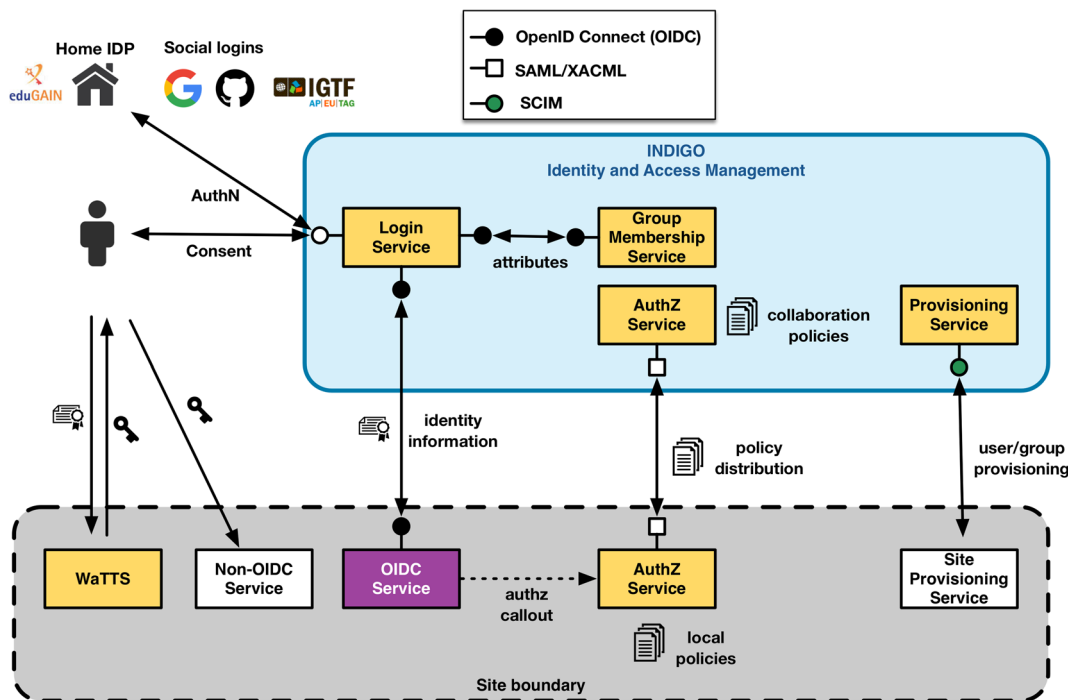 Home IDP
Social logins
eduGAIN
IGTF
AP|EU|TAG
OpenID Connect (OIDC)
SAML/XACML
SCIM
INDIGO
Identity and Access Management
AuthN
Consent
Login
Service
attributes
Group
Membership
Service
AuthZ
Service
collaboration
policies
Provisioning
Service
identity
information
policy
distribution
user/group
provisioning
WaTTS
Non-OIDC
Service
OIDC
Service
authz
callout
AuthZ
Service
Site
Provisioning
Service
local
policies
Site boundary